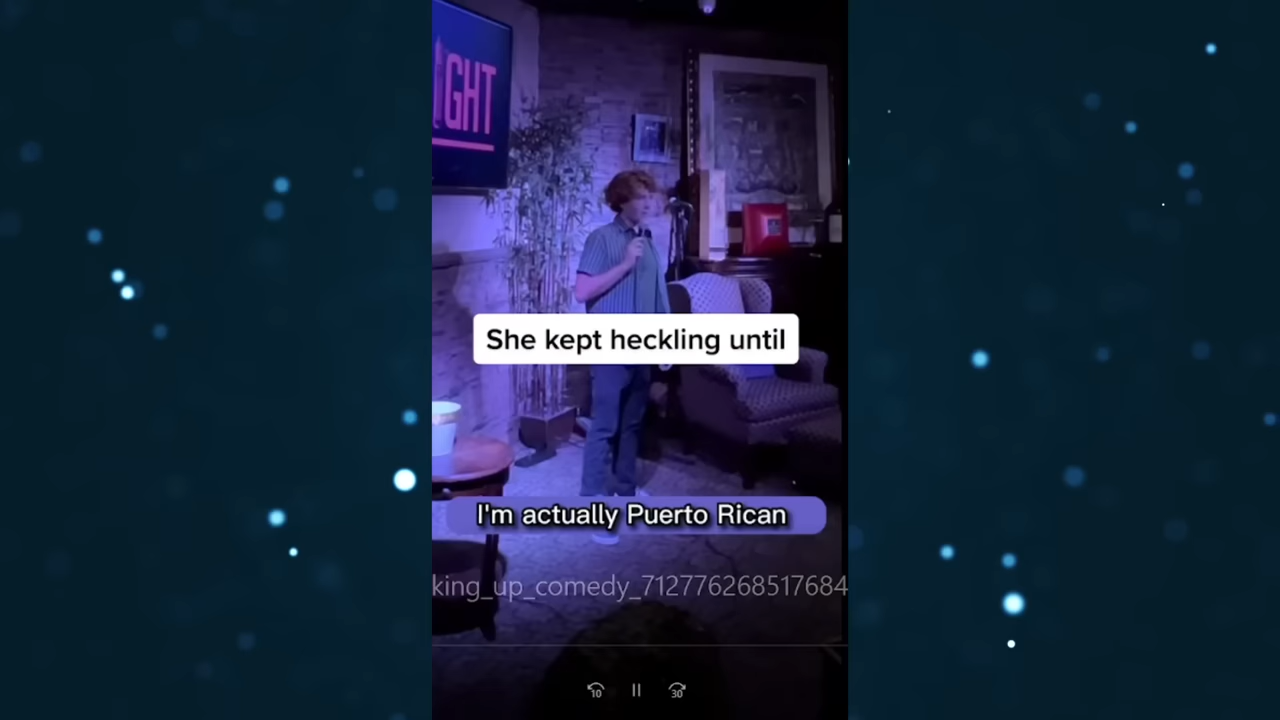 IGHT
She kept heckling until
I'm actually Puerto Rican
king_up_comedy_712776268517684
10
30